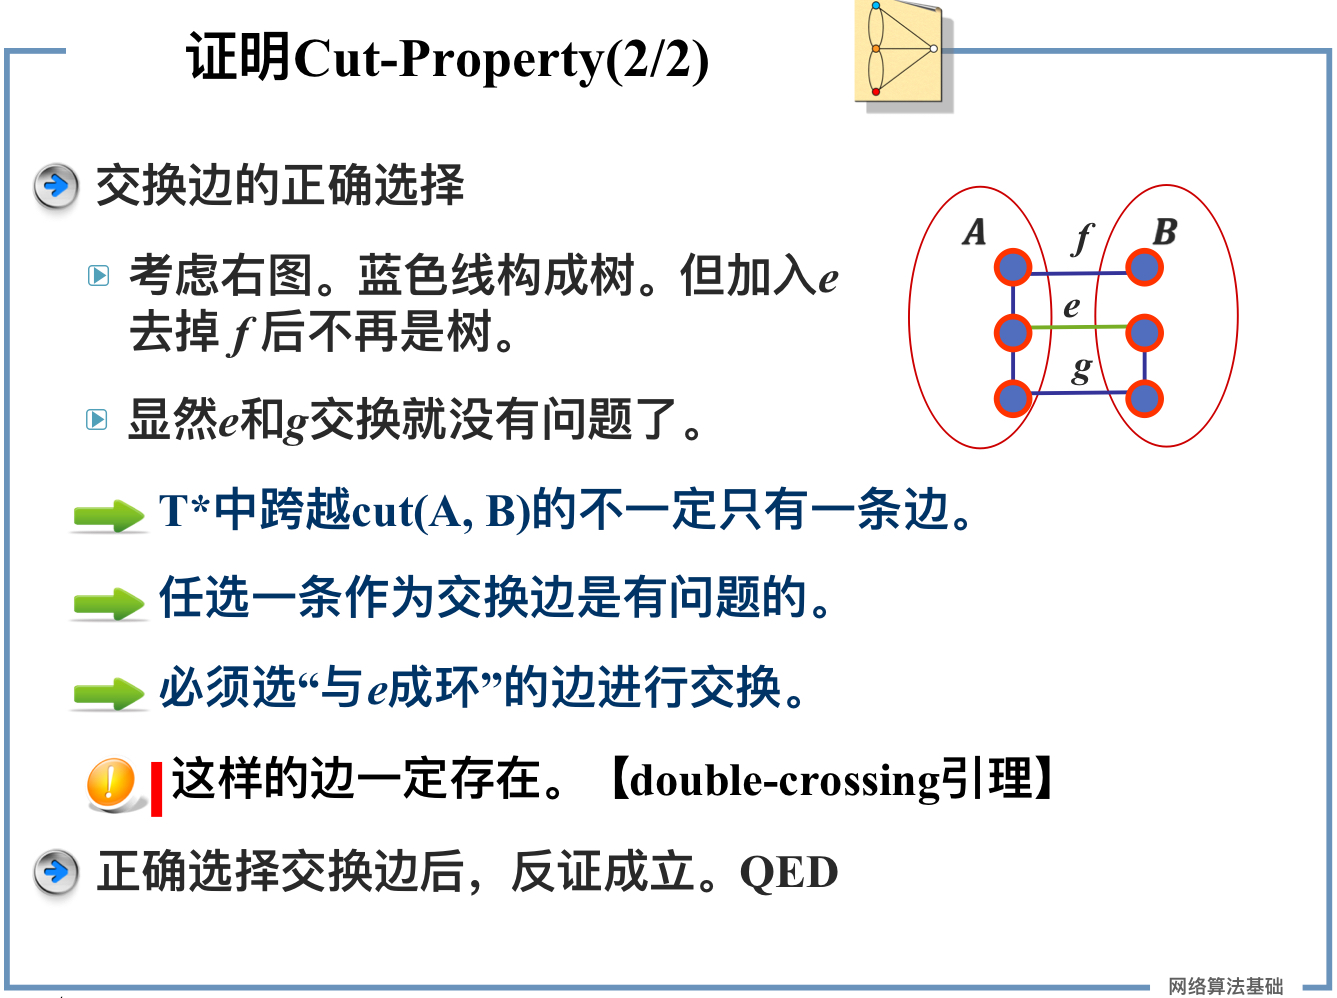 证明Cut-Property(2/2)
交换边的正确选择
考虑右图。蓝色线构成树。但加入e
去掉 f 后不再是树。
显然e和g交换就没有问题了。
A
f
B
e
g
T*中跨越cut(A, B)的不一定只有一条边。
任选一条作为交换边是有问题的。
必须选“与e成环”的边进行交换。
这样的边一定存在。【double-crossing引理】
正确选择交换边后，反证成立。QED
网络算法基础